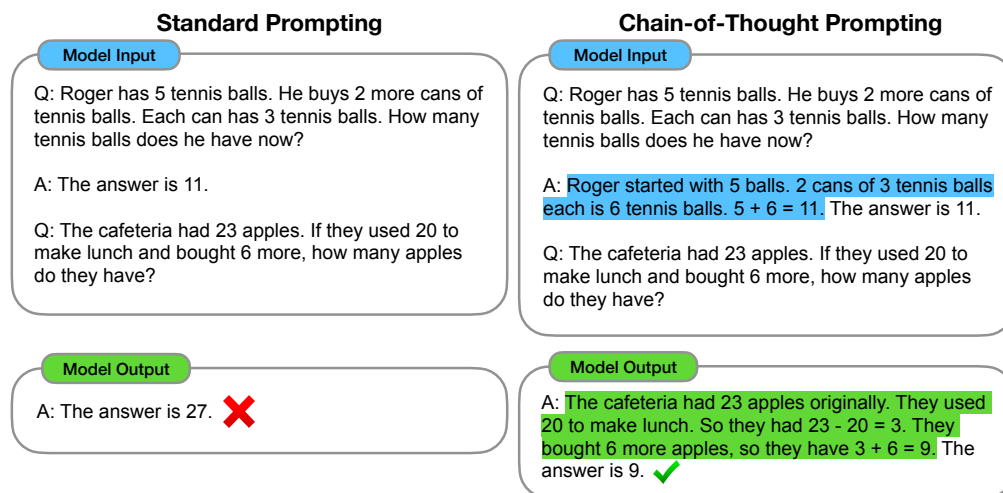 Standard Prompting
Model Input
Q: Roger has 5 tennis balls. He buys 2 more cans of
tennis balls. Each can has 3 tennis balls. How many
tennis balls does he have now?
A: The answer is 11.
Q: The cafeteria had 23 apples. If they used 20 to
make lunch and bought 6 more, how many apples
do they have?
Model Output
A: The answer is 27.
Chain-of-Thought Prompting
Model Input
Q: Roger has 5 tennis balls. He buys 2 more cans of
tennis balls. Each can has 3 tennis balls. How many
tennis balls does he have now?
A: Roger started with 5 balls. 2 cans of 3 tennis balls
each is 6 tennis balls. 5 + 6 = 11. The answer is 11.
Q: The cafeteria had 23 apples. If they used 20 to
make lunch and bought 6 more, how many apples
do they have?
Model Output
A: The cafeteria had 23 apples originally. They used
20 to make lunch. So they had 23 - 20 = 3. They
bought 6 more apples, so they have 3 + 6 = 9. The
answer is 9.